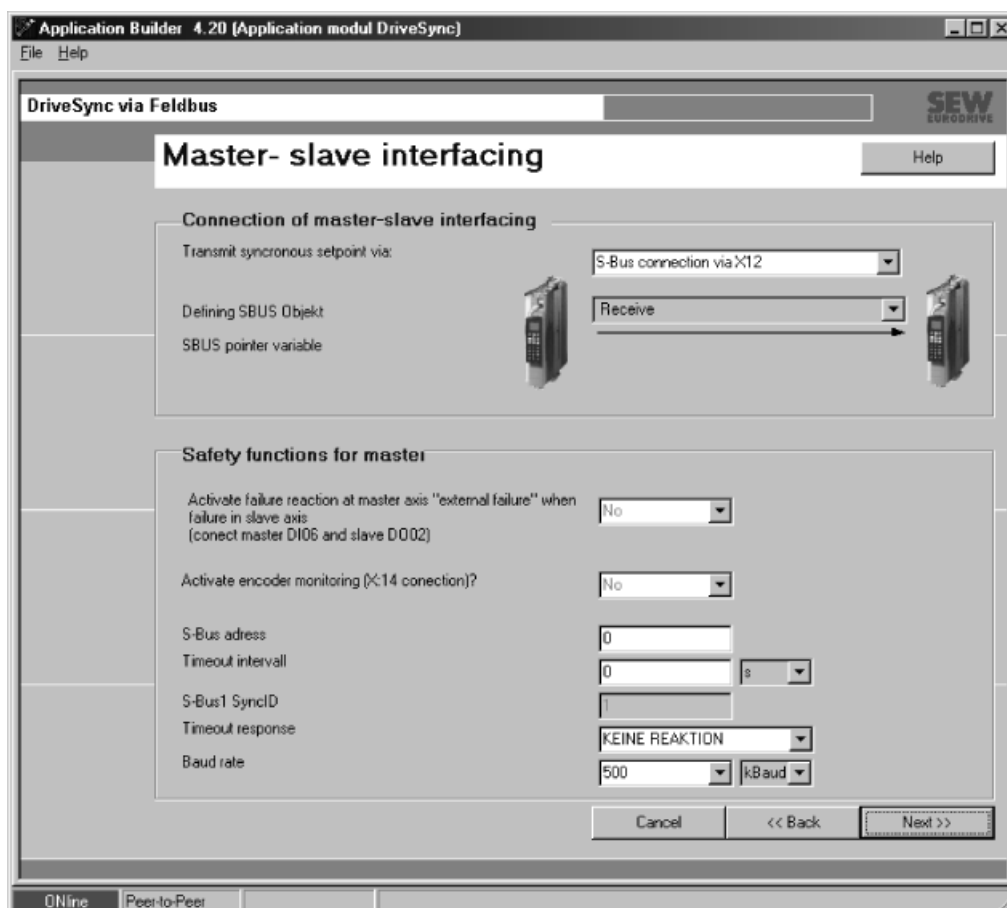 Application Builder 4.20 (Application modul DriveSync)
File Help
DriveSync via Feldbus
SEW
EURODRIVE
Master- slave interfacing
Help
Connection of master-slave interfacing
Transmit syncronous setpoint via:
S-Bus connection via X12
Defining SBUS Objekt
Receive
SBUS pointer variable
Safety functions for master
Activate failure reaction at master axis "external failure" when
failure in slave axis
(conect master DI06 and slave DO02)
No
Activate encoder monitoring (X:14 conection)?
No
S-Bus adress
0
Timeout intervall
0 s
S-Bus1 SyncID
1
Timeout response
KEINE REAKTION
Baud rate
500 kBaud
Cancel << Back Next >>
ONline Peer-to-Peer